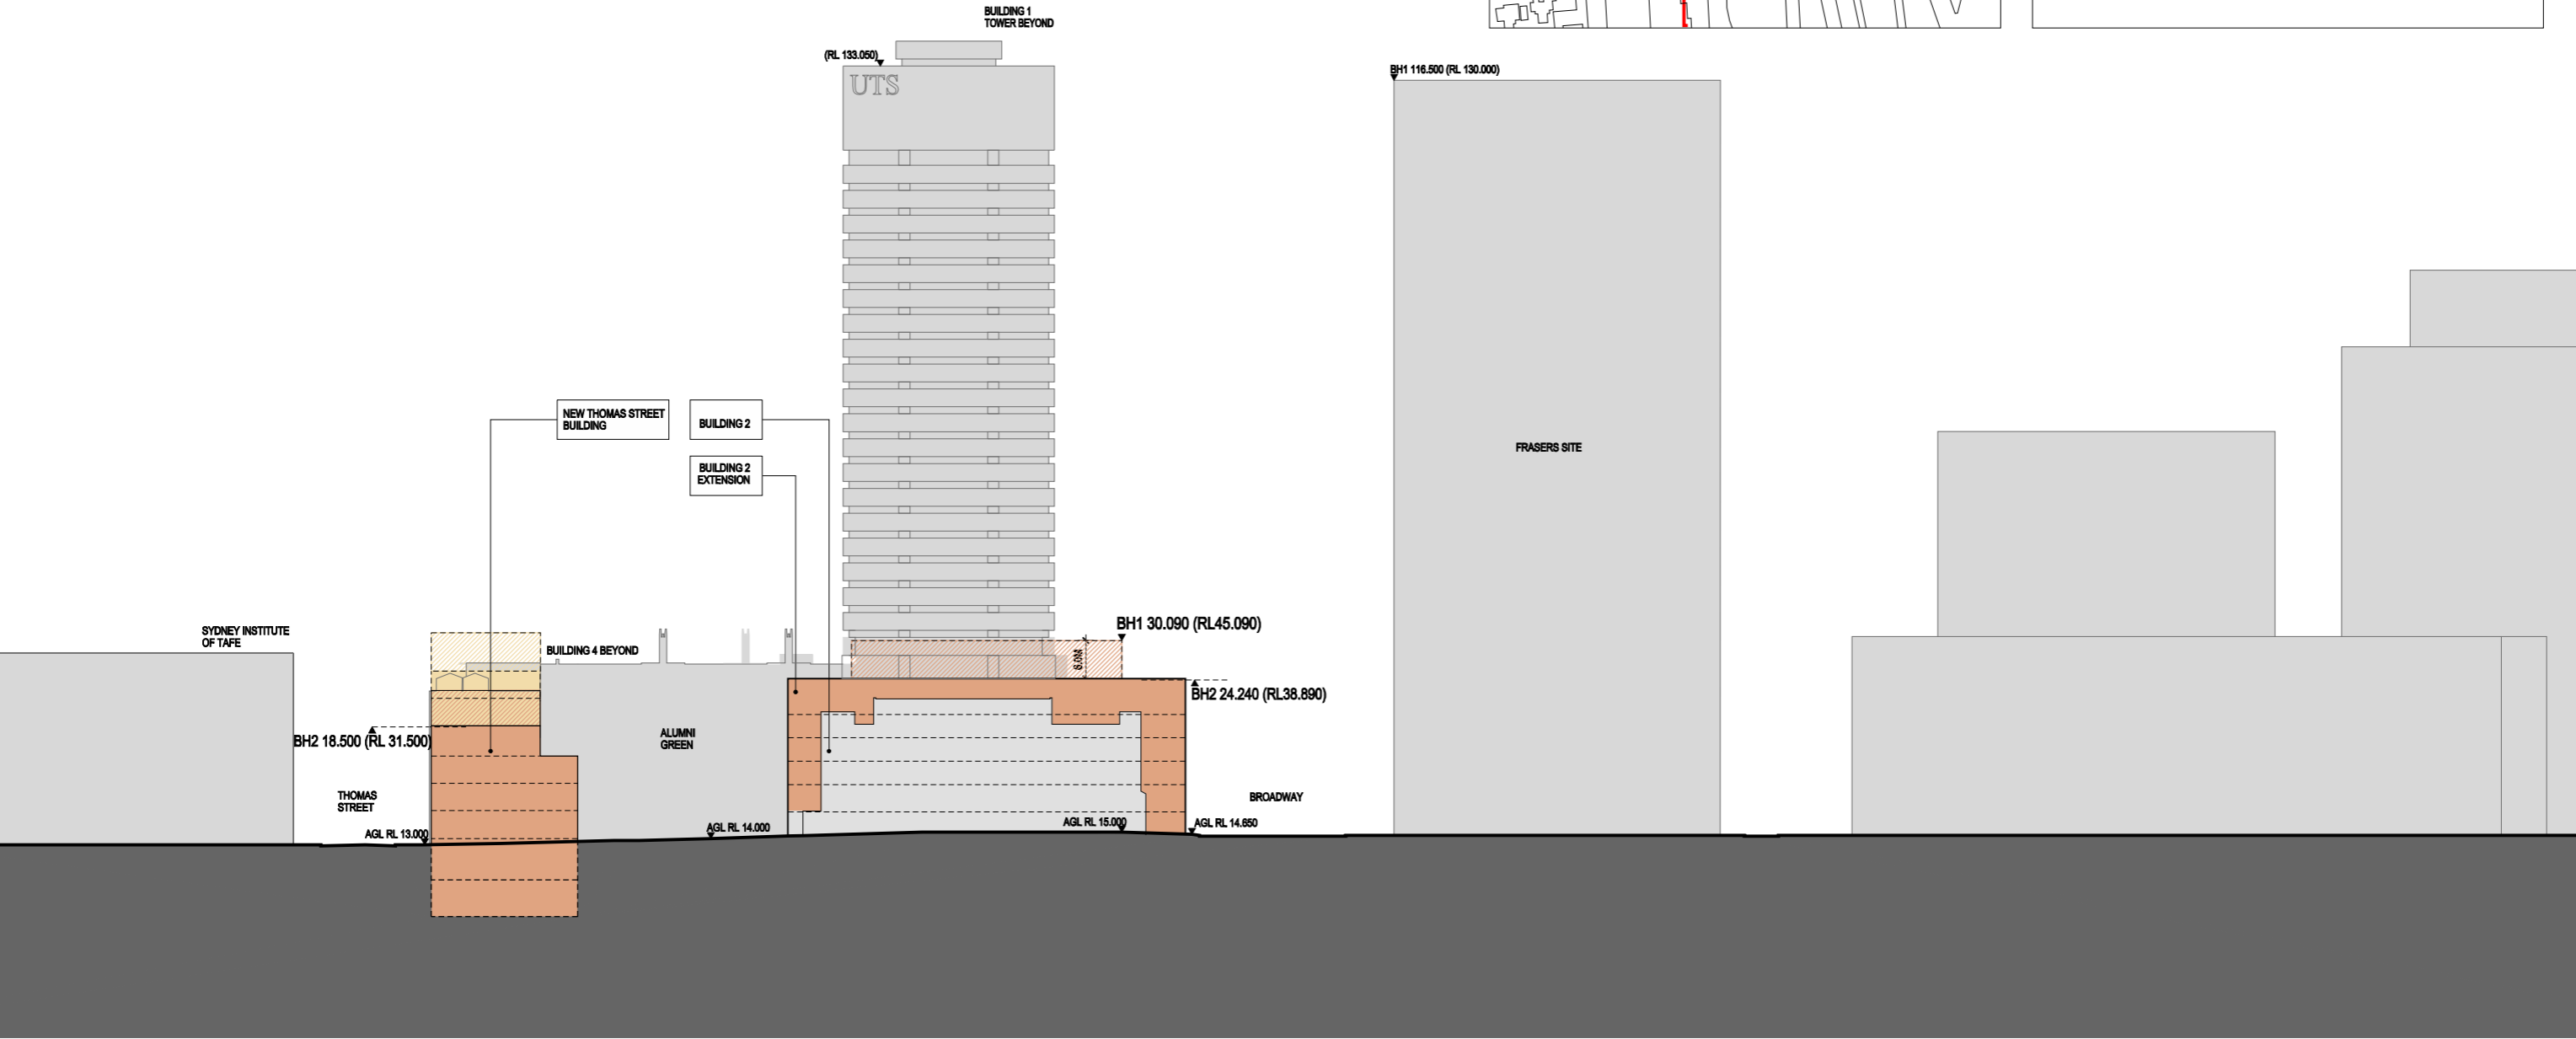 BUILDING 1
TOWER BEYOND
(RL 133.050)
UTS
BH1 116.500 (RL 130.000)
NEW THOMAS STREET
BUILDING
BUILDING 2
BUILDING 2
EXTENSION
FRASERS SITE
SYDNEY INSTITUTE
OF TAFE
BUILDING 4 BEYOND
BH1 30.090 (RL45.090)
BH2 24.240 (RL38.890)
BH2 18.500 (RL 31.500)
ALUMNI
GREEN
THOMAS
STREET
BROADWAY
AGL RL 13.000
AGL RL 14.000
AGL RL 15.000
AGL RL 14.650